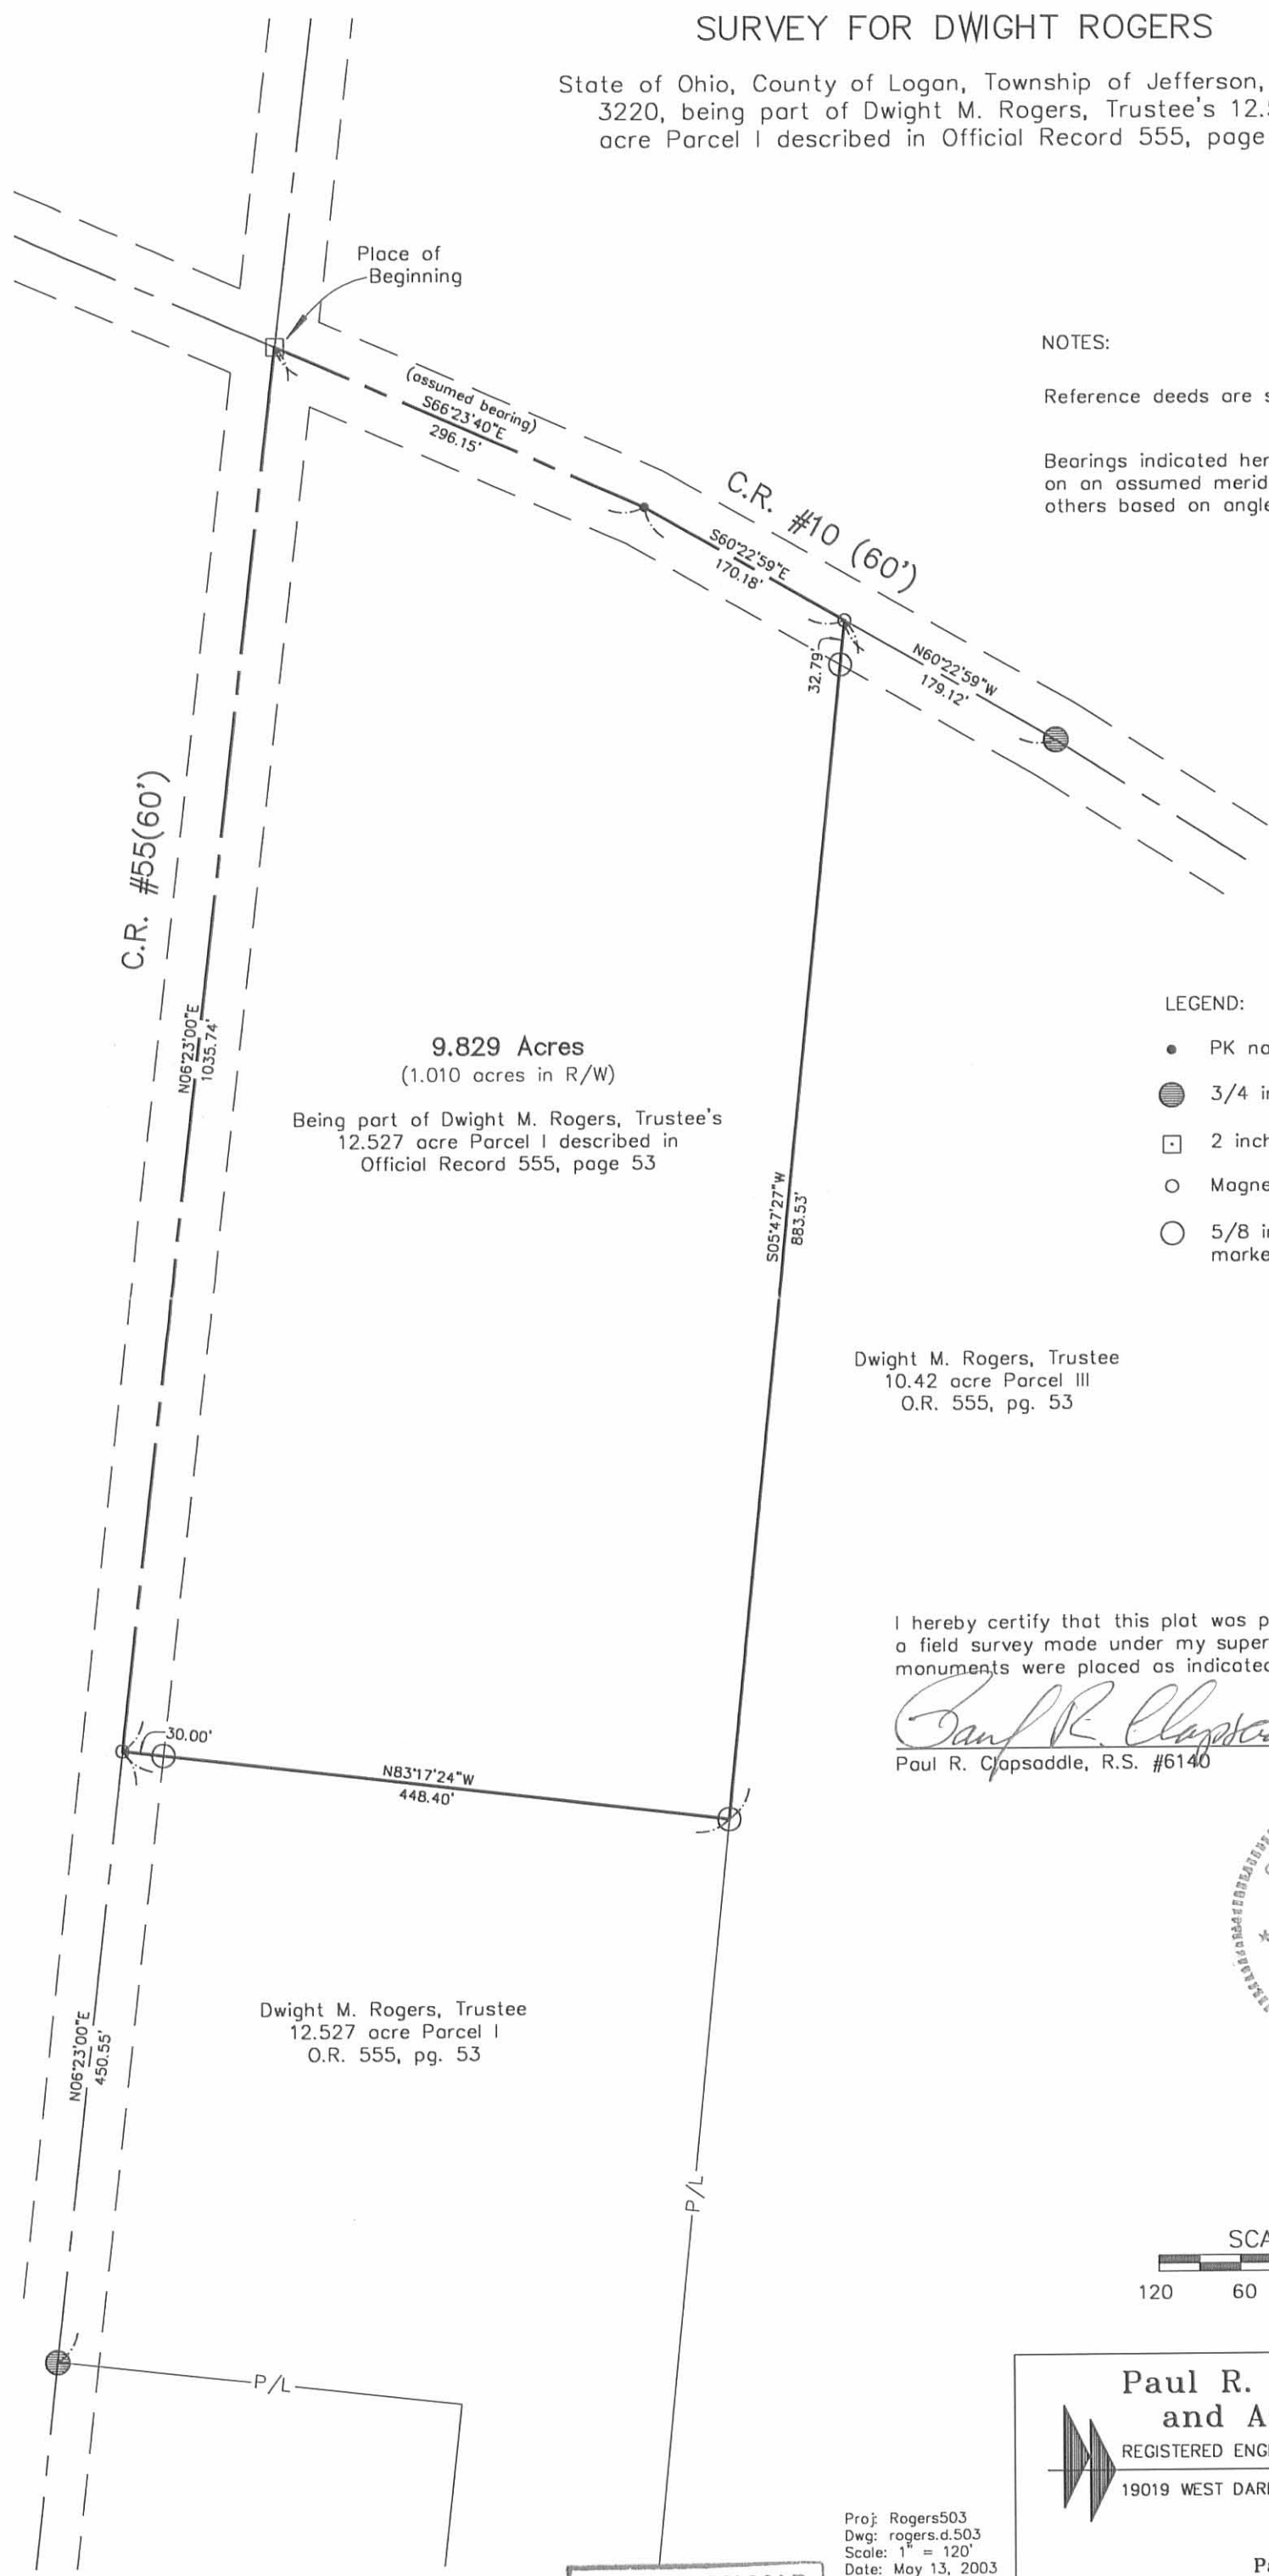 SURVEY FOR DWIGHT ROGERS
State of Ohio, County of Logan, Township of Jefferson,
3220, being part of Dwight M. Rogers, Trustee's 12.
acre Parcel I described in Official Record 555, page
Place of
Beginning
NOTES:
Reference deeds are
Bearings indicated
on an assumed
others based on
(assumed bearing)
S66°23'40"E
296.15'
C.R. #10 (60')
S60°22'59"E
170.18'
32.79'
N60°22'59"W
179.12'
C.R. #55(60')
N06°23'00"E
1035.74'
9.829 Acres
(1.010 acres in R/W)
Being part of Dwight M. Rogers, Trustee's
12.527 acre Parcel I described in
Official Record 555, page 53
S05°47'27"W
883.53'
LEGEND:
PK
3/4
2 inch
5/8
Dwight M. Rogers, Trustee
10.42 acre Parcel III
O.R. 555, pg. 53
I hereby certify that this plat was
a field survey made under my
monuments were placed as indicated
Paul R. Clapsaddle, R.S. #6140
30.00'
N83°17'24"W
448.40'
Dwight M. Rogers, Trustee
12.527 acre Parcel I
O.R. 555, pg. 53
N06°23'00"E
450.55'
P/L
P/L
120 60
Paul R.
and
REGISTERED
19019 WEST
Proj: Rogers503
Dwg: rogers.d.503
Scale: 1" = 120'
Date: May 13, 2003